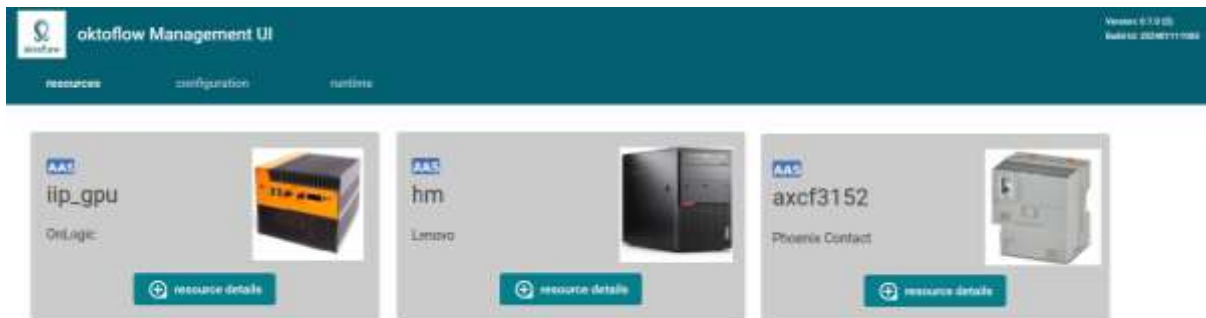 oktoflow
oktoflow Management UI
resources configuration runtime
AAS
iip_gpu
OnLogic
resource details
AAS
hm
Lenovo
resource details
AAS
axcf3152
Phoenix Contact
resource details